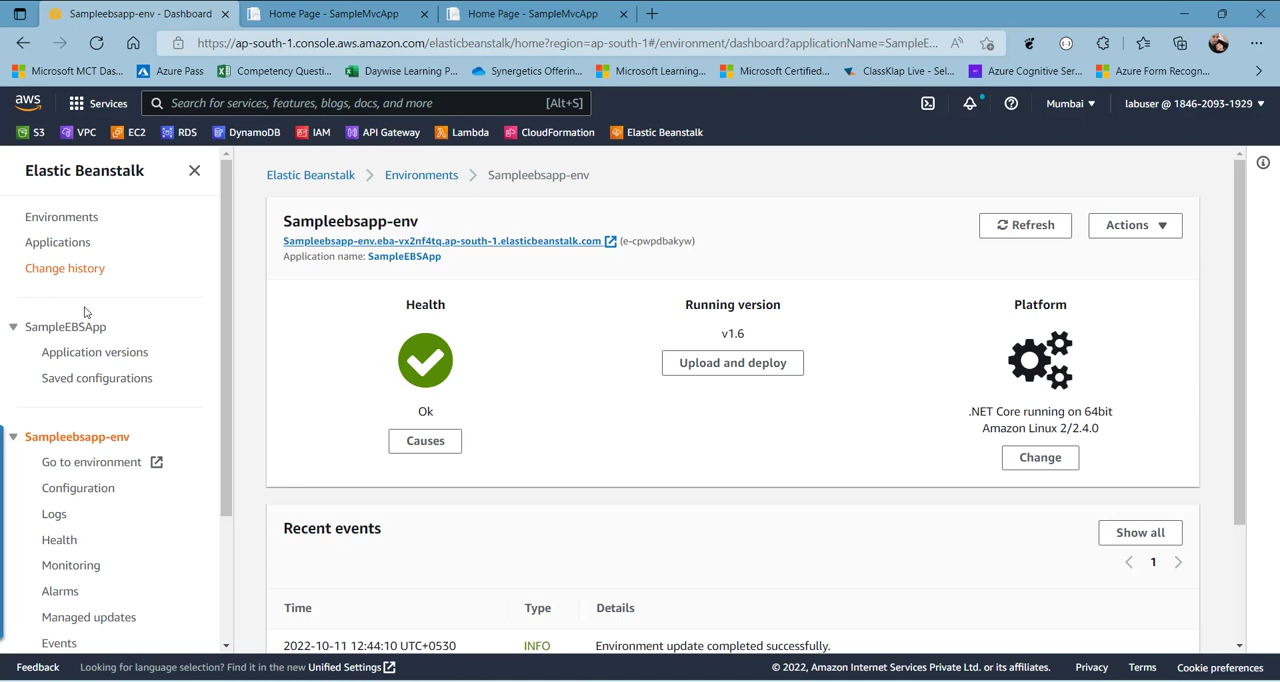 Sampleebsapp-env - Dashboard
Home Page - SampleMvcApp
Home Page - SampleMvcApp
https://ap-south-1.console.aws.amazon.com/elasticbeanstalk/home?region=ap-south-1#/environment/dashboard?applicationName=SampleE...
Microsoft MCT Das...
Azure Pass
Competency Questi...
Daywise Learning P...
Synergetics Offerin...
Microsoft Learning...
Microsoft Certified...
ClassKlap Live - Sel...
Azure Cognitive Ser...
Azure Form Recogn...
aws
Services
Search for services, features, blogs, docs, and more
[Alt+S]
Mumbai ▼
labuser @ 1846-2093-1929 ▼
S3
VPC
EC2
RDS
DynamoDB
IAM
API Gateway
Lambda
CloudFormation
Elastic Beanstalk
Elastic Beanstalk
Environments
Applications
Change history
SampleEBSApp
Application versions
Saved configurations
Sampleebsapp-env
Go to environment
Configuration
Logs
Health
Monitoring
Alarms
Managed updates
Events
Elastic Beanstalk > Environments > Sampleebsapp-env
Sampleebsapp-env
Sampleebsapp-env.eba-vx2nf4tq.ap-south-1.elasticbeanstalk.com (e-cpwpdbakyw)
Application name: SampleEBSApp
Refresh
Actions ▼
Health
Ok
Causes
Running version
v1.6
Upload and deploy
Platform
.NET Core running on 64bit
Amazon Linux 2/2.4.0
Change
Recent events
Show all
1
Time
Type
Details
2022-10-11 12:44:10 UTC+0530
INFO
Environment update completed successfully.
Feedback
Looking for language selection? Find it in the new Unified Settings
© 2022, Amazon Internet Services Private Ltd. or its affiliates.
Privacy
Terms
Cookie preferences